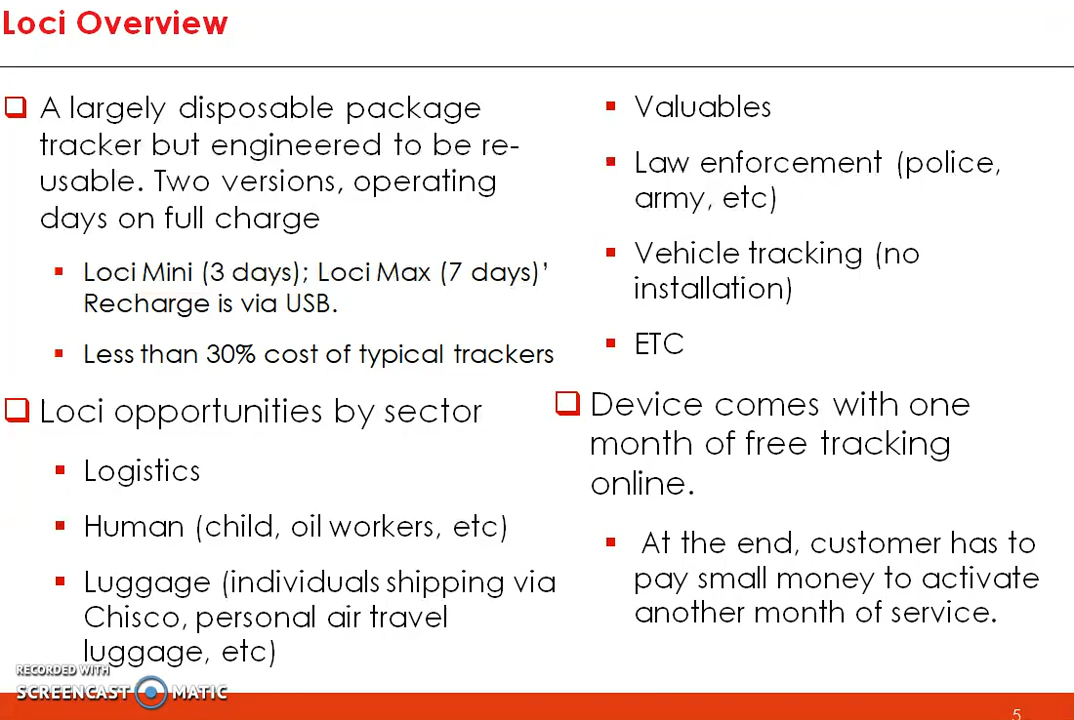 Loci Overview
A largely disposable package
tracker but engineered to be re-
usable. Two versions, operating
days on full charge
Loci Mini (3 days); Loci Max (7 days)'
Recharge is via USB.
Less than 30% cost of typical trackers
Loci opportunities by sector
Logistics
Human (child, oil workers, etc)
Luggage (individuals shipping via
Chisco, personal air travel
luggage, etc)
Valuables
Law enforcement (police,
army, etc)
Vehicle tracking (no
installation)
ETC
Device comes with one
month of free tracking
online.
At the end, customer has to
pay small money to activate
another month of service.
RECORDED WITH
SCREENCAST MATIC
5